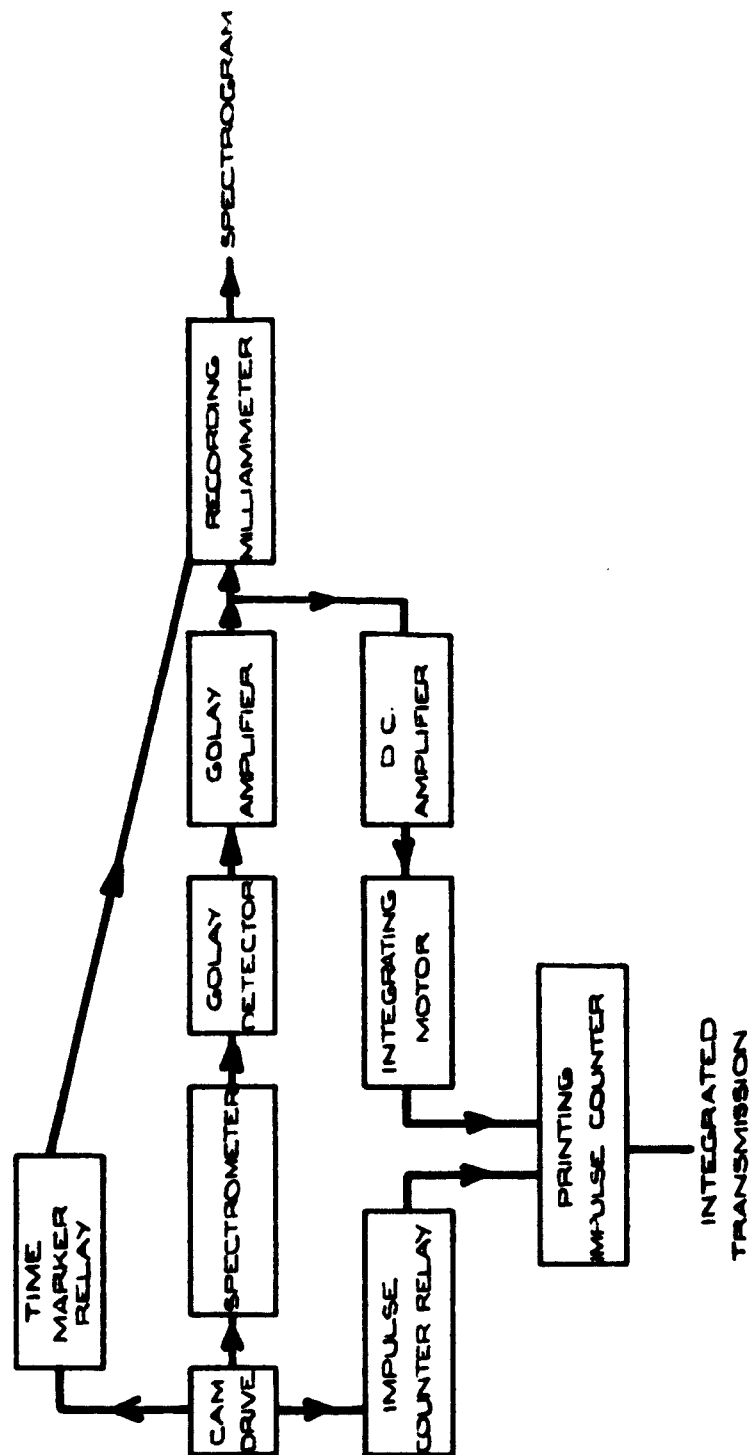 TIME
MARKER
RELAY
CAM
DRIVE
SPECTROMETER
GOLAY
DETECTOR
GOLAY
AMPLIFIER
RECORDING
MILLIAMMETER
SPECTROGRAM
IMPULSE
COUNTER RELAY
INTEGRATING
MOTOR
D C.
AMPLIFIER
PRINTING
IMPULSE COUNTER
INTEGRATED
TRANSMISSION